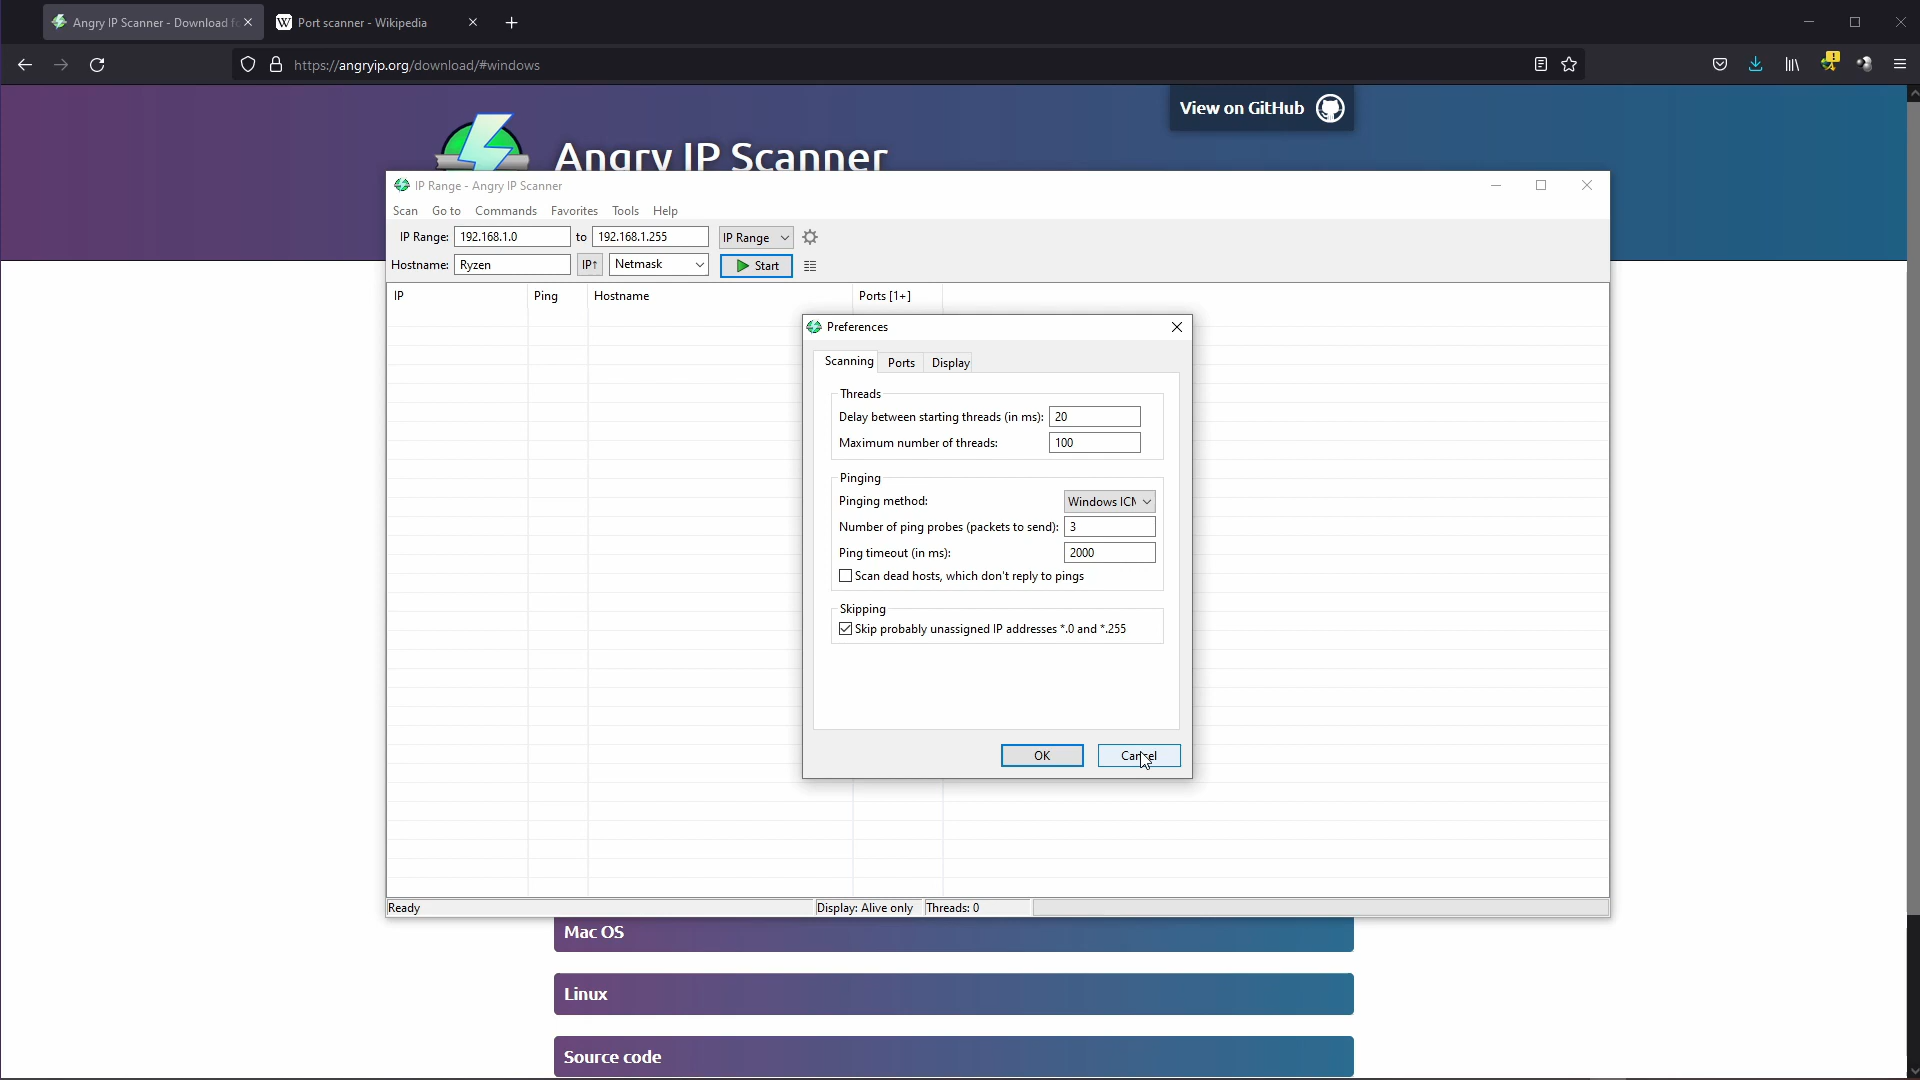 Angry IP Scanner - Download f
Port scanner - Wikipedia
https://angryip.org/download/#windows
View on GitHub
Angry IP Scanner
IP Range - Angry IP Scanner
Scan Go to Commands Favorites Tools Help
IP Range: 192.168.1.0 to 192.168.1.255 IP Range
Hostname: Ryzen IP↑ Netmask Start
IP Ping Hostname Ports [1+]
Preferences
Scanning Ports Display
Threads
Delay between starting threads (in ms): 20
Maximum number of threads: 100
Pinging
Pinging method: Windows ICM
Number of ping probes (packets to send): 3
Ping timeout (in ms): 2000
Scan dead hosts, which don't reply to pings
Skipping
Skip probably unassigned IP addresses *.0 and *.255
OK Cancel
Ready Display: Alive only Threads: 0
Mac OS
Linux
Source code